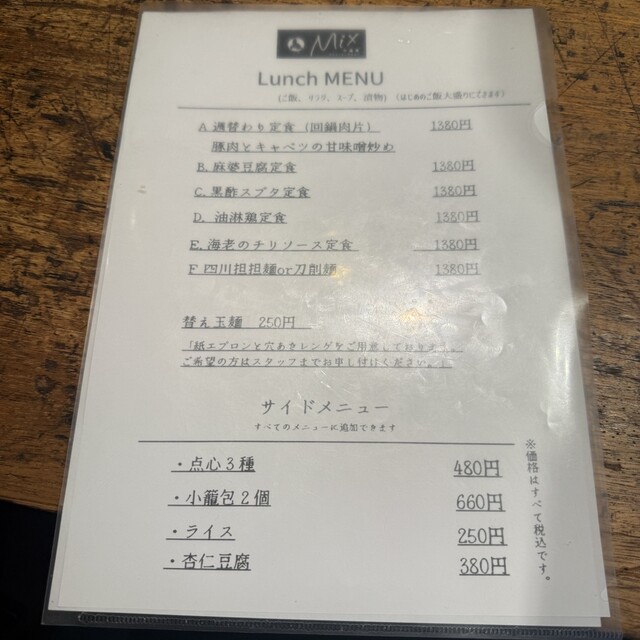 Mix
Lunch MENU
(ご飯、サラダ、スープ、漬物) (はじめのご飯大盛りにできます)
A 週替わり定食（回鍋肉片） 1380円
豚肉とキャベツの甘味噌炒め
B. 麻婆豆腐定食 1380円
C. 黒酢スブタ定食 1380円
D. 油淋鶏定食 1380円
E. 海老のチリソース定食 1380円
F 四川担担麺or刀削麺 1380円
替え玉麺 250円
「紙エプロンと穴あきレンゲをご用意しております。
ご希望の方はスタッフまでお申し付けください。」
サイドメニュー
すべてのメニューに追加できます
・点心３種 480円
・小籠包２個 660円
・ライス 250円
・杏仁豆腐 380円
※価格はすべて税込です。